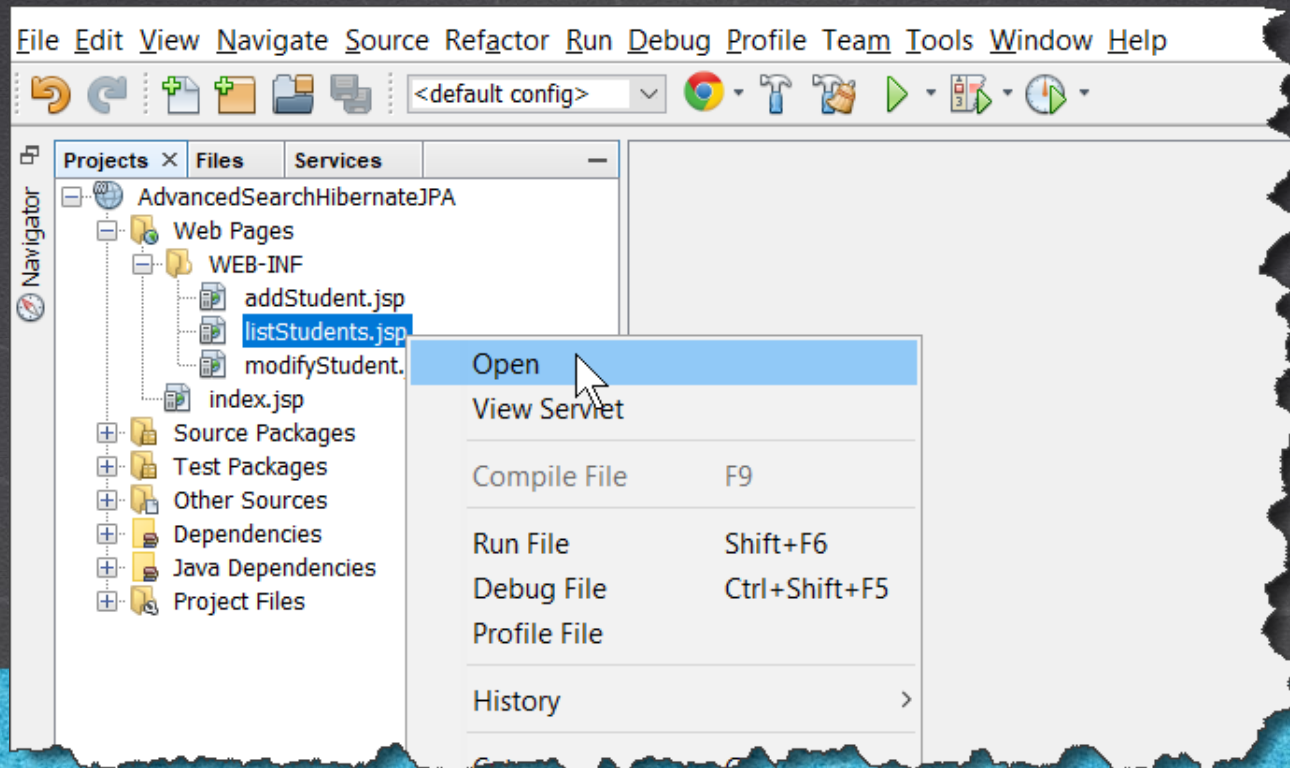 File Edit View Navigate Source Refactor Run Debug Profile Team Tools Window Help
<default config>
Projects Files Services
Navigator
AdvancedSearchHibernateJPA
Web Pages
WEB-INF
addStudent.jsp
listStudents.jsp
modifyStudent.
index.jsp
Source Packages
Test Packages
Other Sources
Dependencies
Java Dependencies
Project Files
Open
View Servlet
Compile File F9
Run File Shift+F6
Debug File Ctrl+Shift+F5
Profile File
History